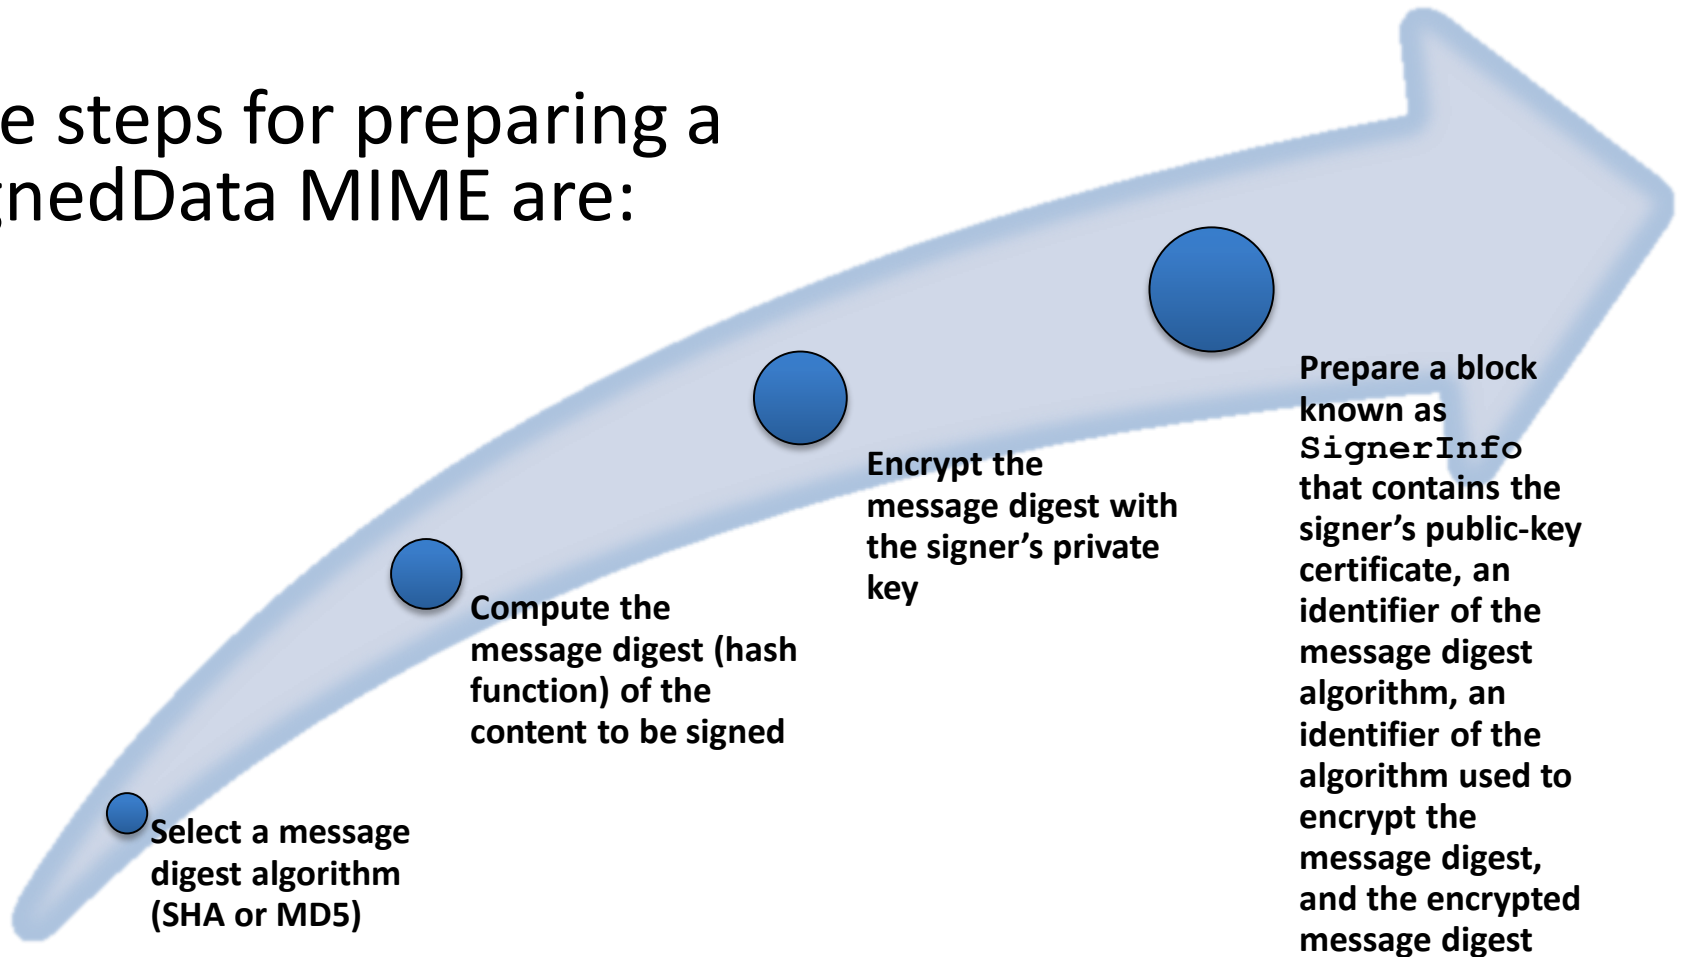 e steps for preparing a
gnedData MIME are:
Select a message
digest algorithm
(SHA or MD5)
Compute the
message digest (hash
function) of the
content to be signed
Encrypt the
message digest with
the signer’s private
key
Prepare a block
known as
SignerInfo
that contains the
signer’s public-key
certificate, an
identifier of the
message digest
algorithm, an
identifier of the
algorithm used to
encrypt the
message digest,
and the encrypted
message digest